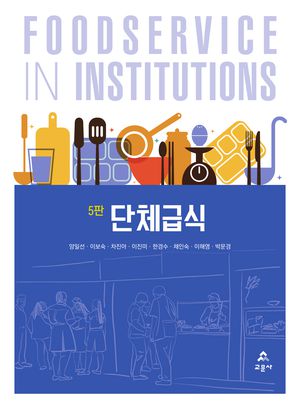 FOODSERVICE
IN INSTITUTIONS
5판 단체급식
양일선 · 이보숙 · 차진아 · 이진미 · 한경수 · 채인숙 · 이해영 · 박문경
교문사